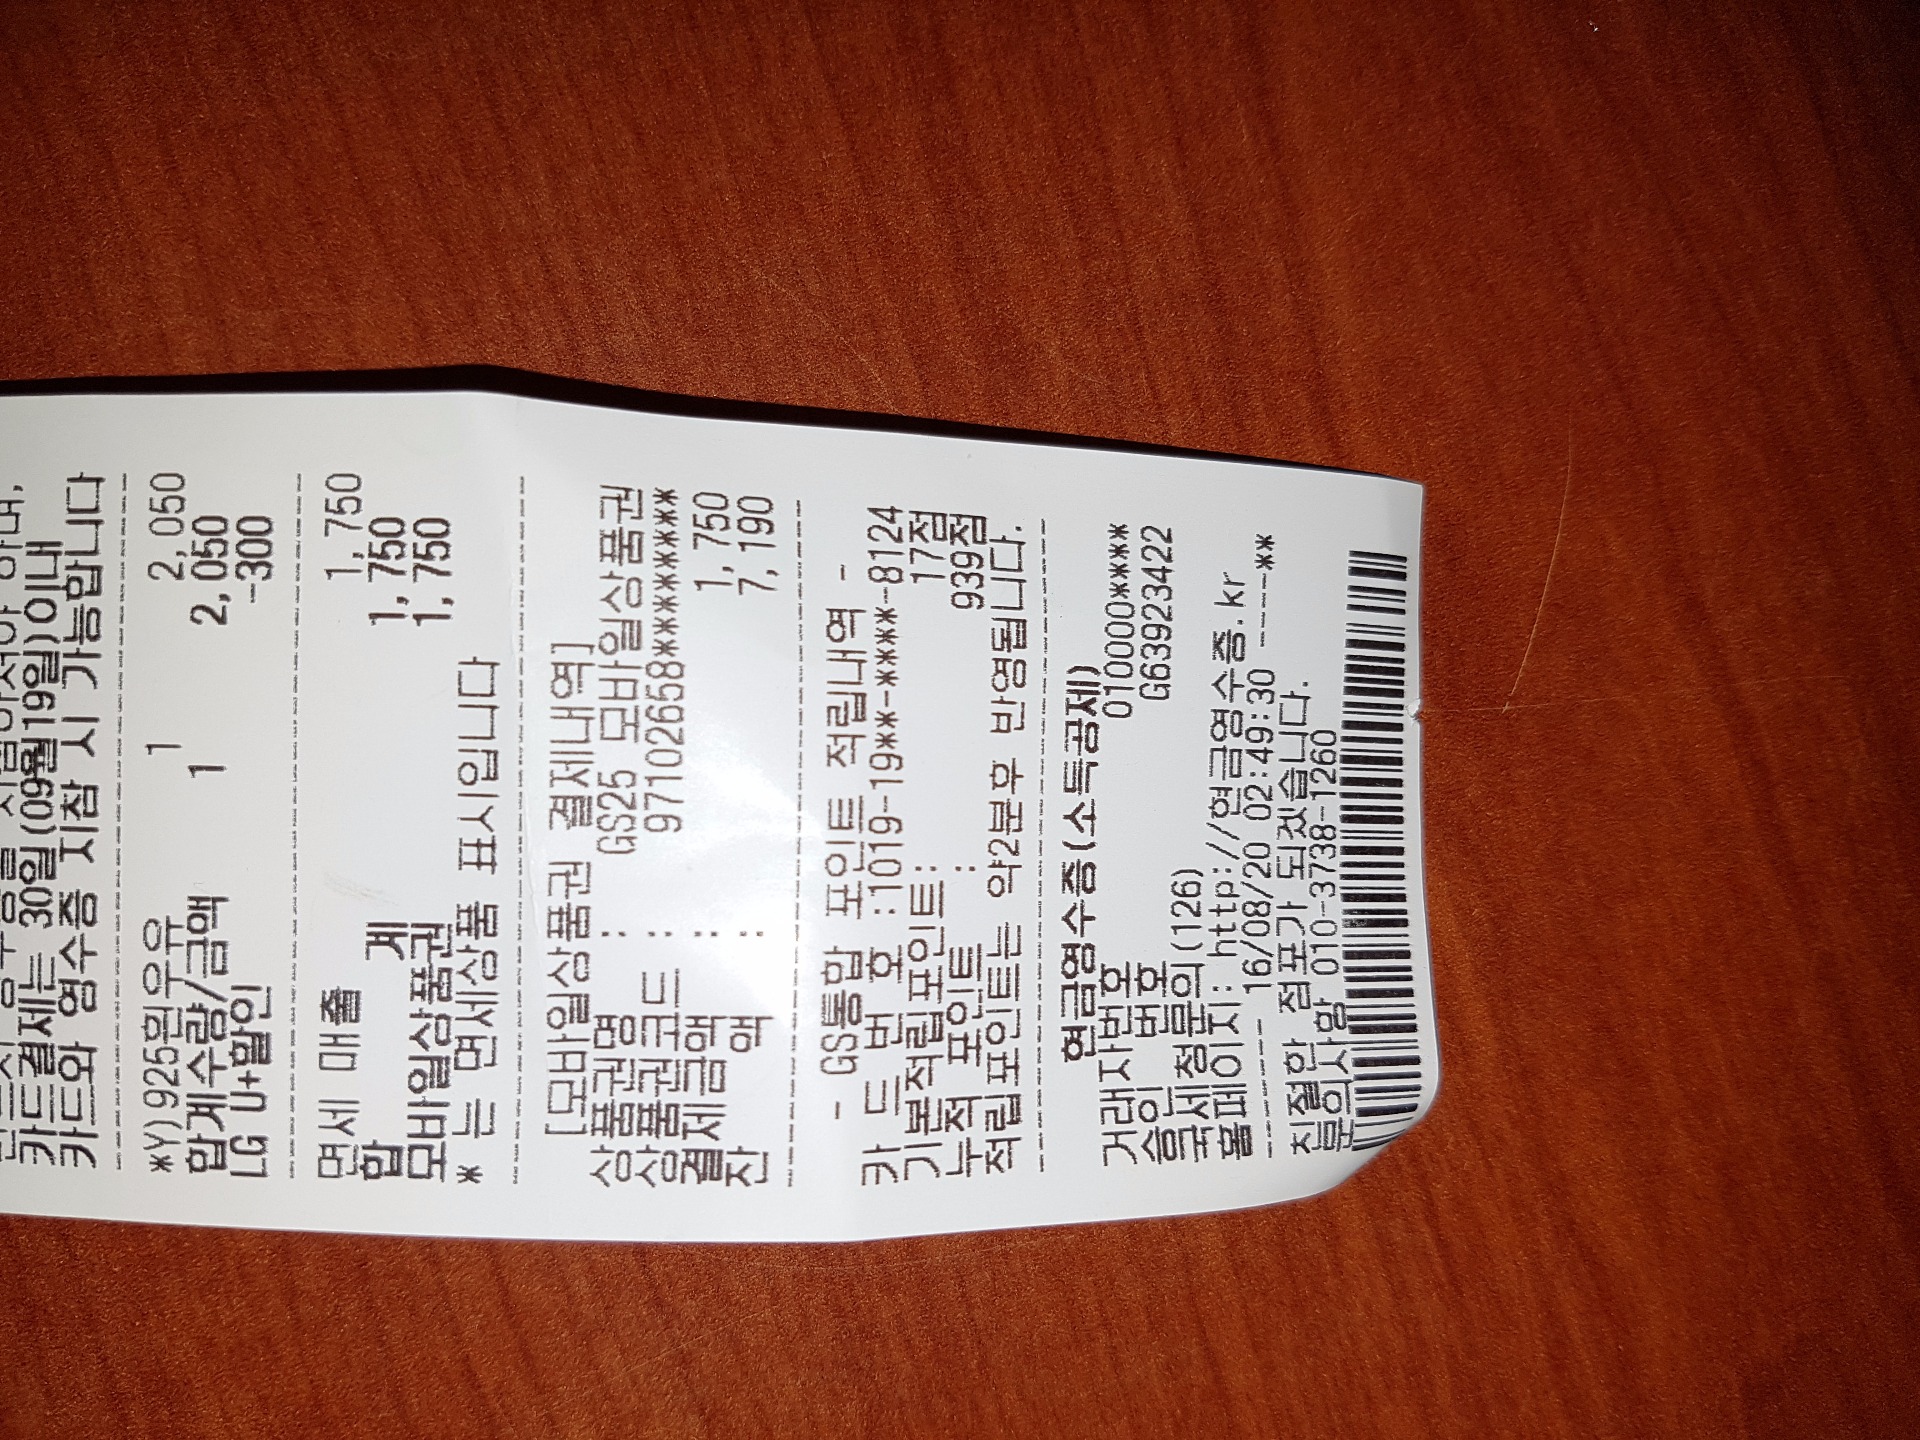 카드결제는 30일(09월19일)이내
카드와 영수증 지참 시 가능합니다
*Y)925흰우유 1 2,050
합계수량/금액 1 2,050
LG U+할인 -300
면세 매출 1,750
합 계 1,750
모바일상품권 1,750
* 는 면세상품 표시입니다
[모바일상품권 결제내역]
상품권명 : GS25 모바일상품권
상품권코드 : 971026658*********
결제금액 : 1,750
잔 액 : 7,190
- GS통합 포인트 적립내역 -
카 드 번 호 :1019-19**-****-8124
기본적립포인트: 17점
누적 포인트 : 939점
적립포인트는 약2분후 반영됩니다.
현금영수증(소득공제)
거래자번호 010000*****
승인 번호 G63923422
국세청문의(126)
홈페이지: http://현금영수증.kr
------- 16/08/20 02:49:30 ----**
친절한 점포가 되겠습니다.
문의사항 010-3738-1260